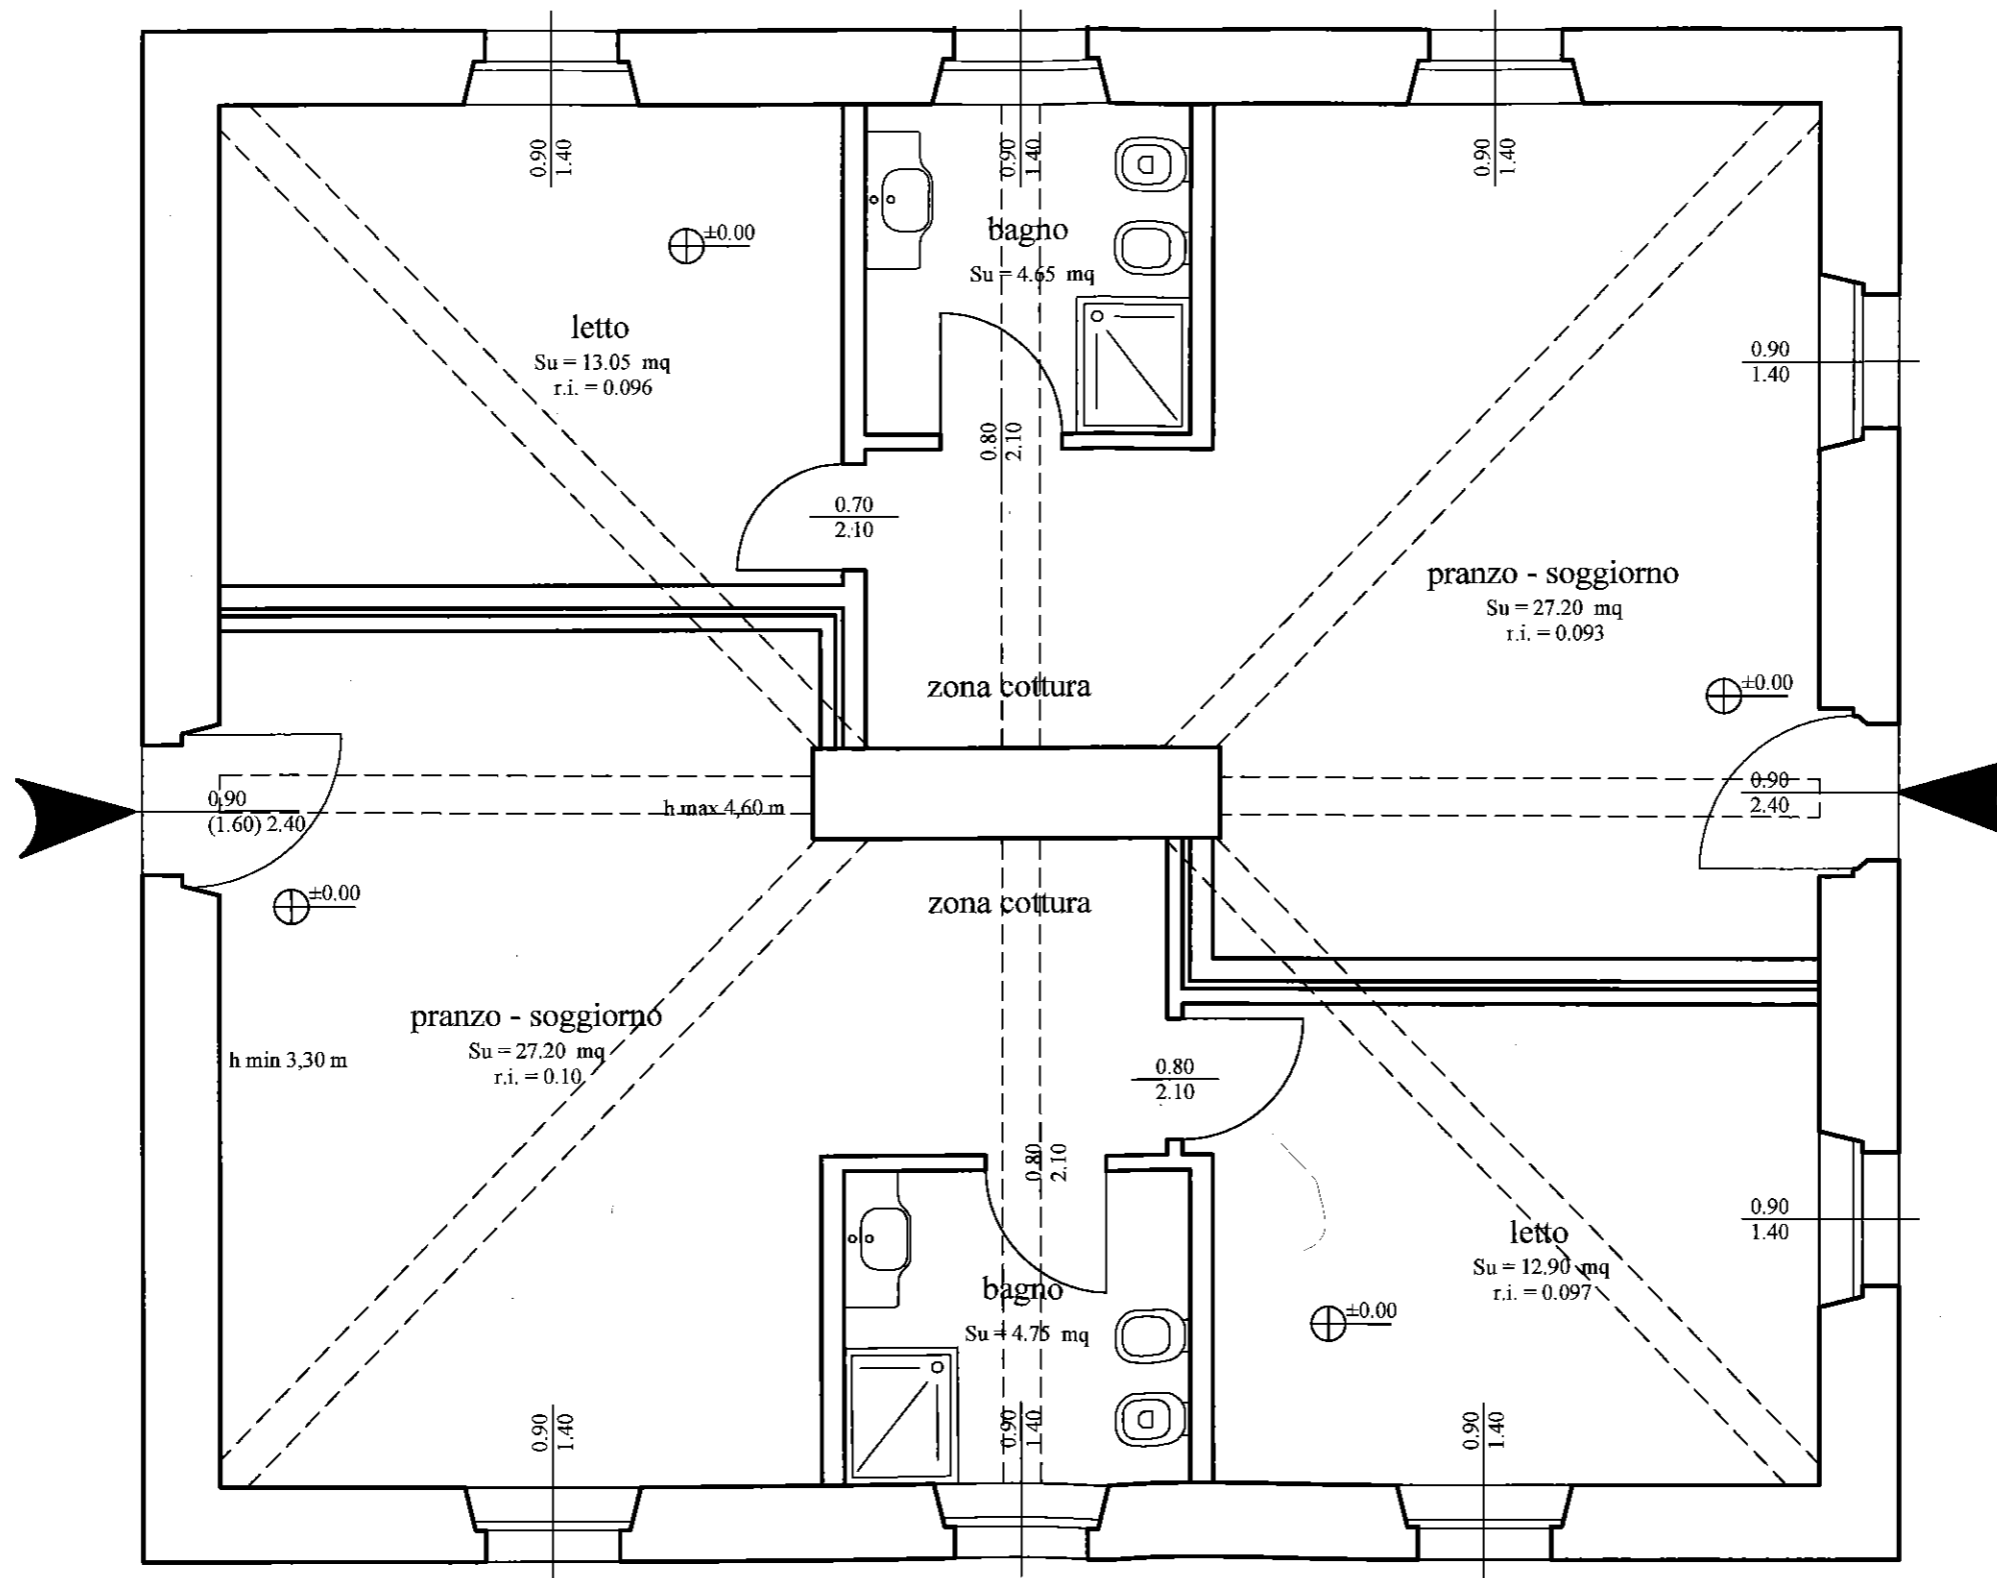 0.90
1.40
0.90
1.40
0.90
1.40
±0.00
bagno
Su = 4.65 mq
letto
Su = 13.05 mq
r.i. = 0.096
0.90
1.40
0.80
2.10
0.70
2.10
pranzo - soggiorno
Su = 27.20 mq
r.i. = 0.093
zona cottura
±0.00
0.90
(1.60) 2.40
h max 4,60 m
0.90
2.40
±0.00
zona cottura
pranzo - soggiorno
Su = 27.20 mq
r.i. = 0.10
h min 3,30 m
0.80
2.10
0.80
2.10
0.90
1.40
letto
Su = 12.90 mq
r.i. = 0.097
bagno
Su = 4.75 mq
±0.00
0.90
1.40
0.90
1.40
0.90
1.40